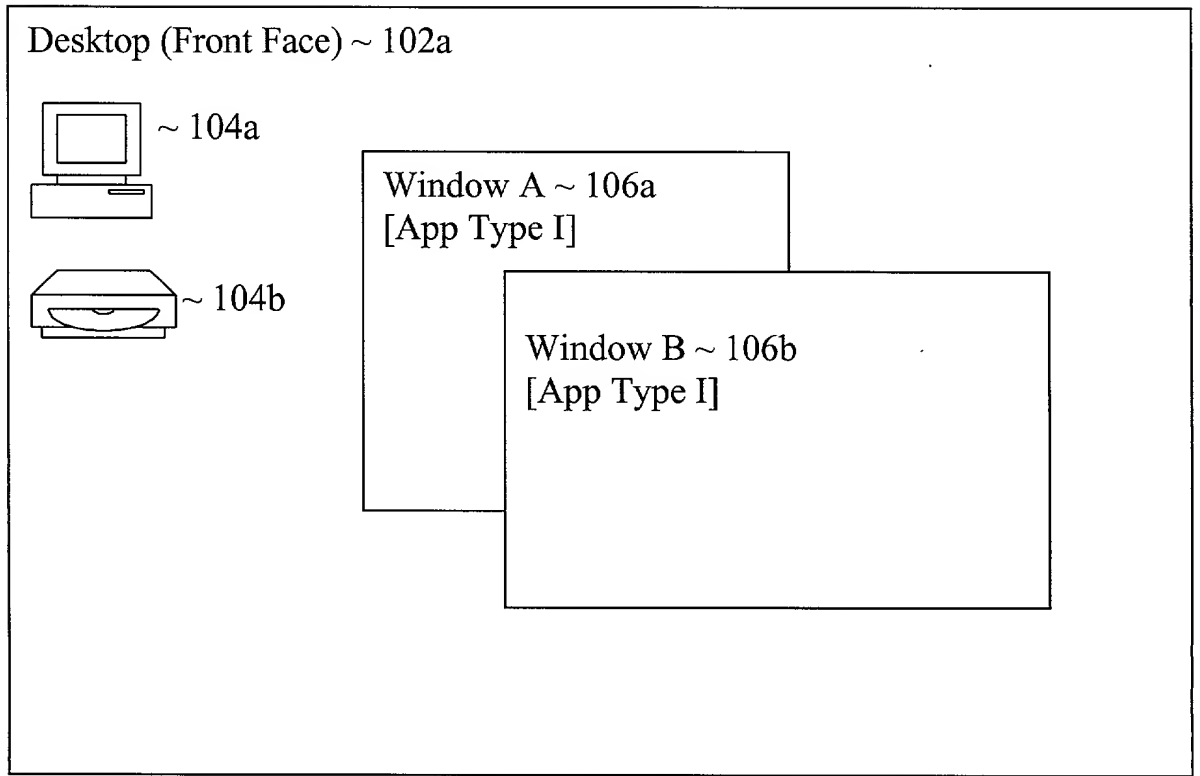 Desktop (Front Face) ~ 102a
~ 104a
Window A ~ 106a
[App Type I]
~ 104b
Window B ~ 106b
[App Type I]